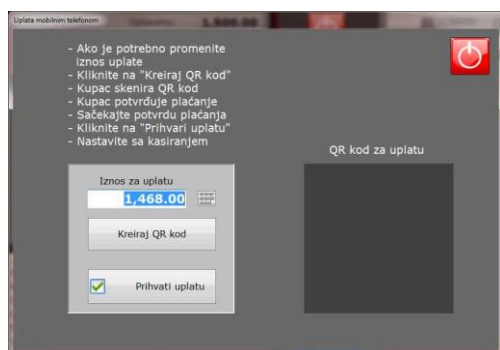 Uplata mobilnim telefonom
1,500.00
- Ako je potrebno promenite
iznos uplate
- Kliknite na "Kreiraj QR kod"
- Kupac skenira QR kod
- Kupac potvrđuje plaćanje
- Sačekajte potvrdu plaćanja
- Kliknite na "Prihvari uplatu"
- Nastavite sa kasiranjem
QR kod za uplatu
Iznos za uplatu
1,468.00
Kreiraj QR kod
Prihvati uplatu